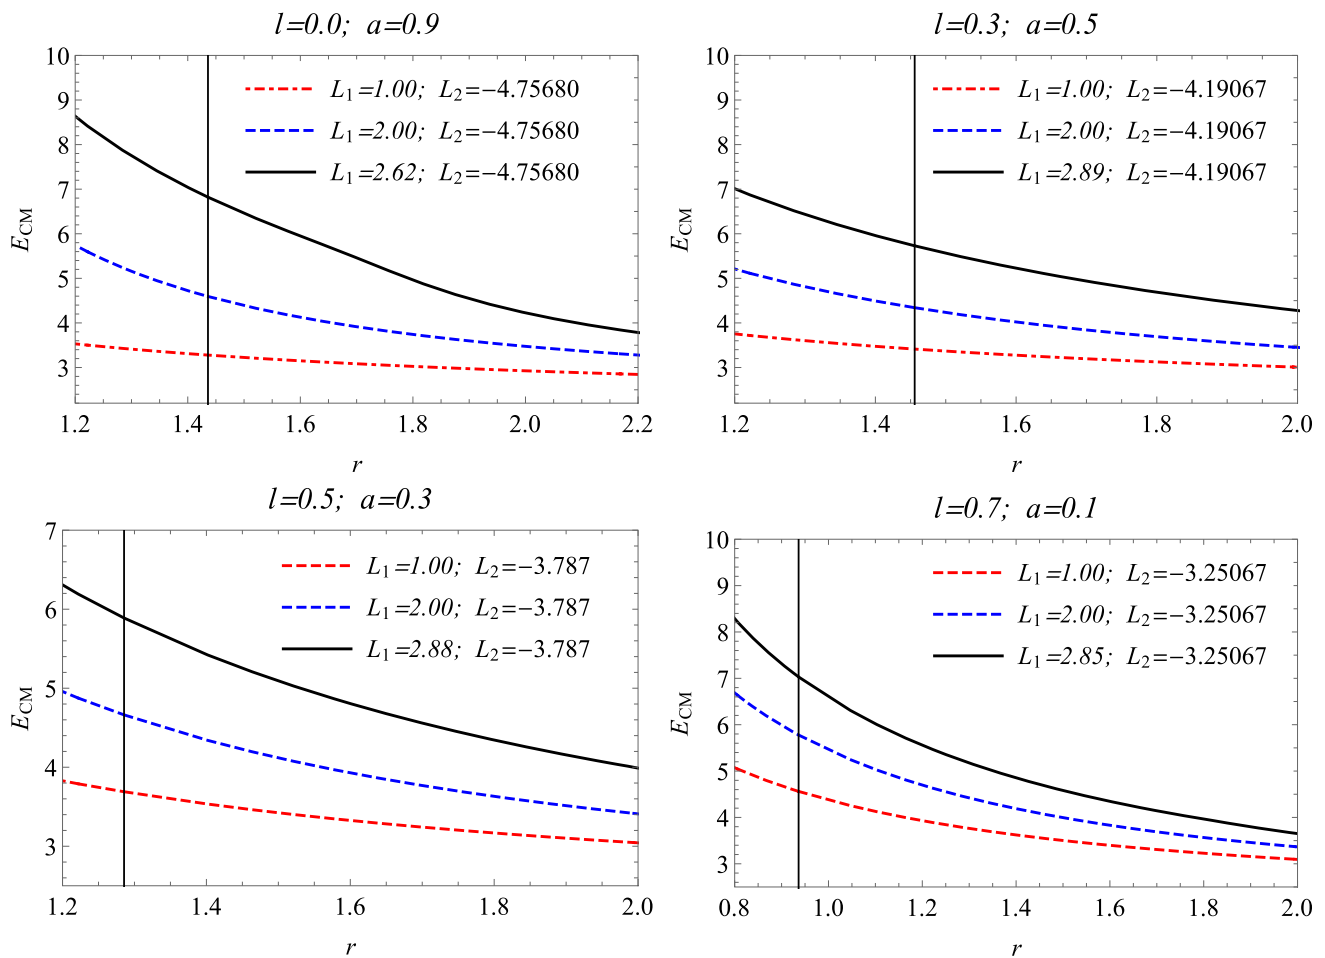 l=0.0; a=0.9
10
9
8
7
6
5
4
3
E_CM
L₁=1.00; L₂=−4.75680
L₁=2.00; L₂=−4.75680
L₁=2.62; L₂=−4.75680
1.2 1.4 1.6 1.8 2.0 2.2
r
l=0.3; a=0.5
10
9
8
7
6
5
4
3
E_CM
L₁=1.00; L₂=−4.19067
L₁=2.00; L₂=−4.19067
L₁=2.89; L₂=−4.19067
1.2 1.4 1.6 1.8 2.0
r
l=0.5; a=0.3
7
6
5
4
3
E_CM
L₁=1.00; L₂=−3.787
L₁=2.00; L₂=−3.787
L₁=2.88; L₂=−3.787
1.2 1.4 1.6 1.8 2.0
r
l=0.7; a=0.1
10
9
8
7
6
5
4
3
E_CM
L₁=1.00; L₂=−3.25067
L₁=2.00; L₂=−3.25067
L₁=2.85; L₂=−3.25067
0.8 1.0 1.2 1.4 1.6 1.8 2.0
r